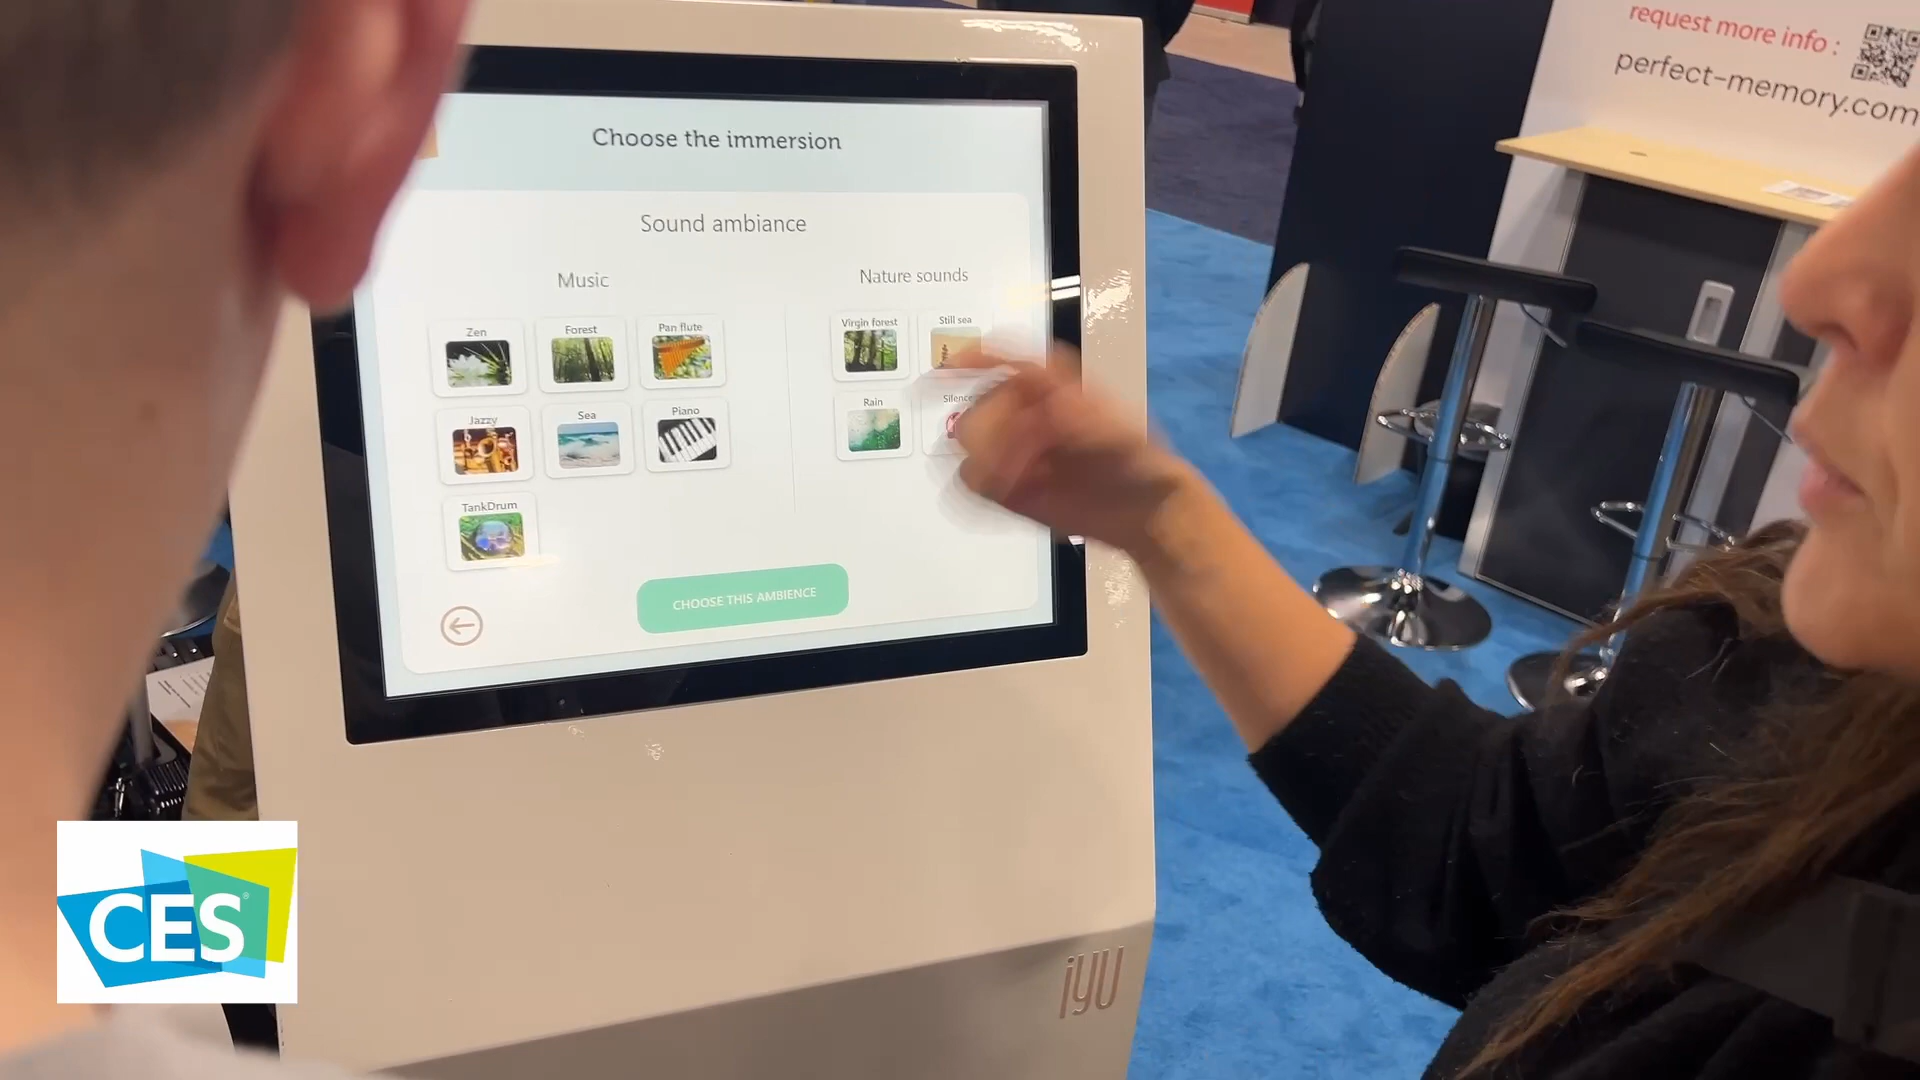 request more info :
perfect-memory.com
Choose the immersion
Sound ambiance
Music
Nature sounds
Zen
Forest
Pan flute
Virgin forest
Still sea
Jazzy
Sea
Piano
Rain
Silence
TankDrum
CHOOSE THIS AMBIENCE
CES
iyu